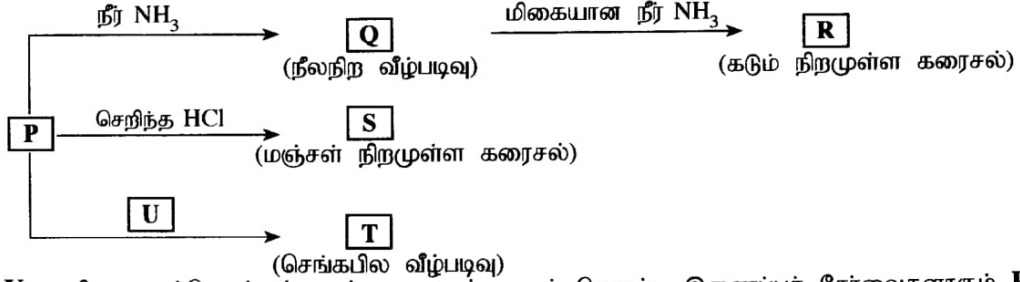 நீர் NH₃
மிகையான நீர் NH₃
Q
(நீலநிற வீழ்படிவு)
R
(கடும் நிறமுள்ள கரைசல்)
P
செறிந்த HCl
S
(மஞ்சள் நிறமுள்ள கரைசல்)
U
T
(செங்கபில வீழ்படிவு)